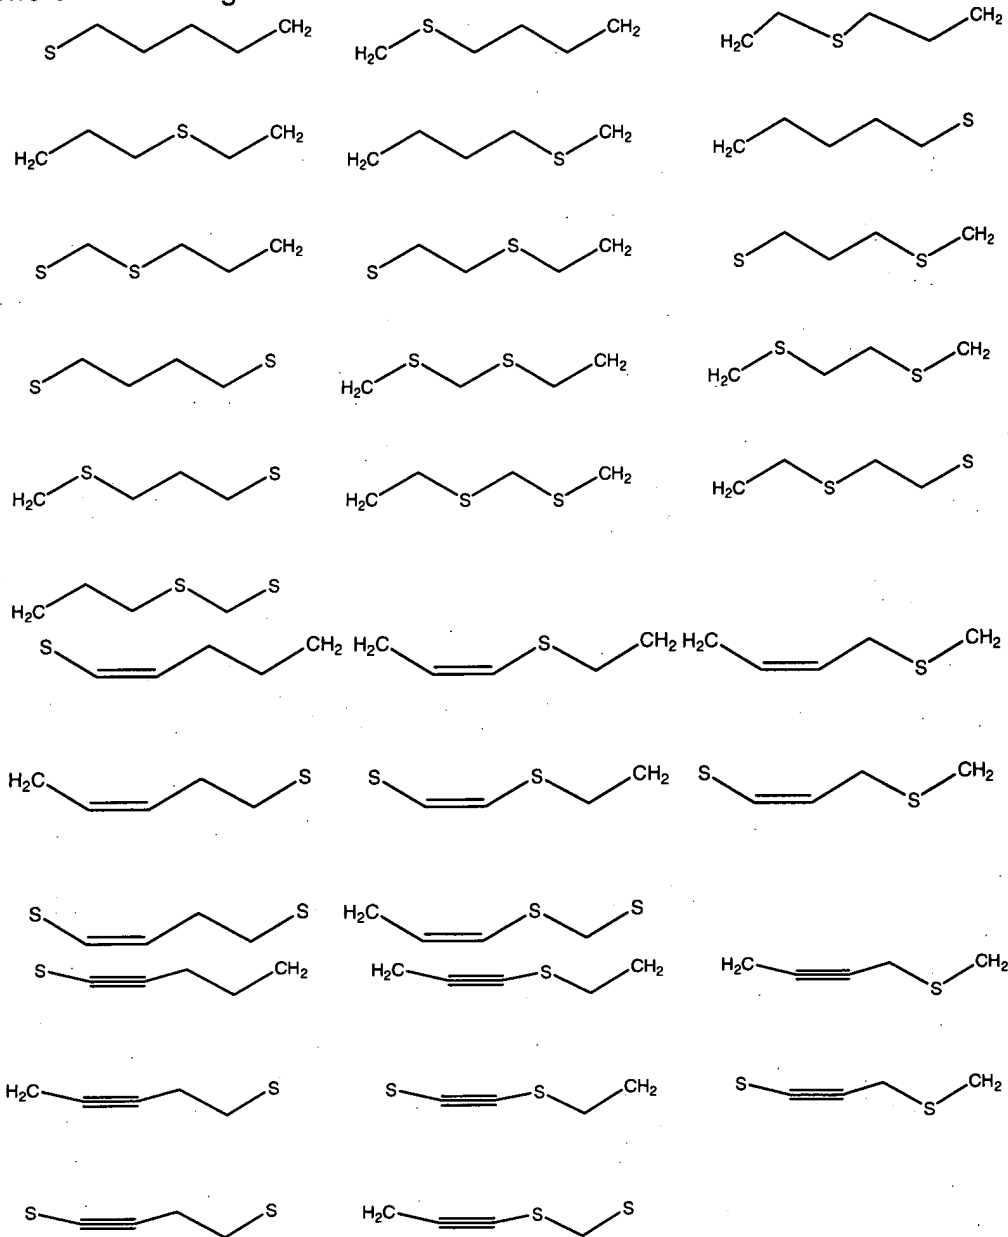 S CH₂ H₂C S CH₂ H₂C S CH₂
H₂C S CH₂ H₂C S CH₂ H₂C S
S S CH₂ S S CH₂ S S CH₂
S S H₂C S S CH₂ H₂C S S CH₂
H₂C S S H₂C S S CH₂ H₂C S S
H₂C S S
S CH₂ H₂C S CH₂ H₂C S CH₂
H₂C S S S CH₂ S S CH₂
S S H₂C S S
S CH₂ H₂C S CH₂ H₂C S CH₂
H₂C S S S CH₂ S S CH₂
S S H₂C S S